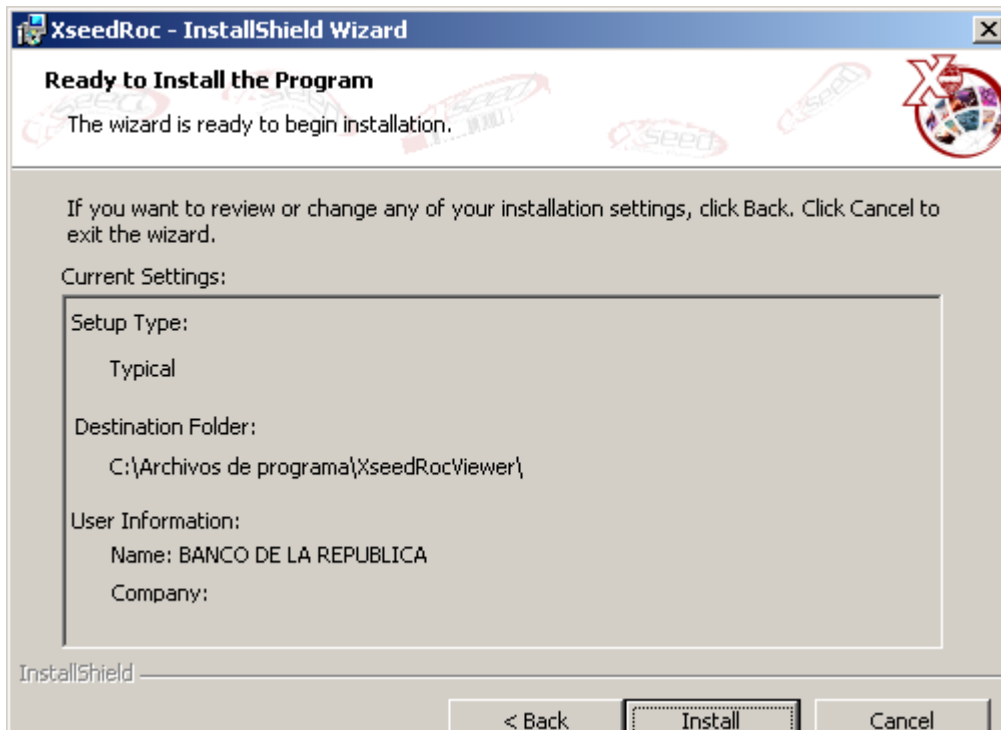 XseedRoc - InstallShield Wizard
Ready to Install the Program
The wizard is ready to begin installation.
If you want to review or change any of your installation settings, click Back. Click Cancel to
exit the wizard.
Current Settings:
Setup Type:
Typical
Destination Folder:
C:\Archivos de programa\XseedRocViewer\
User Information:
Name: BANCO DE LA REPUBLICA
Company:
InstallShield
< Back
Install
Cancel